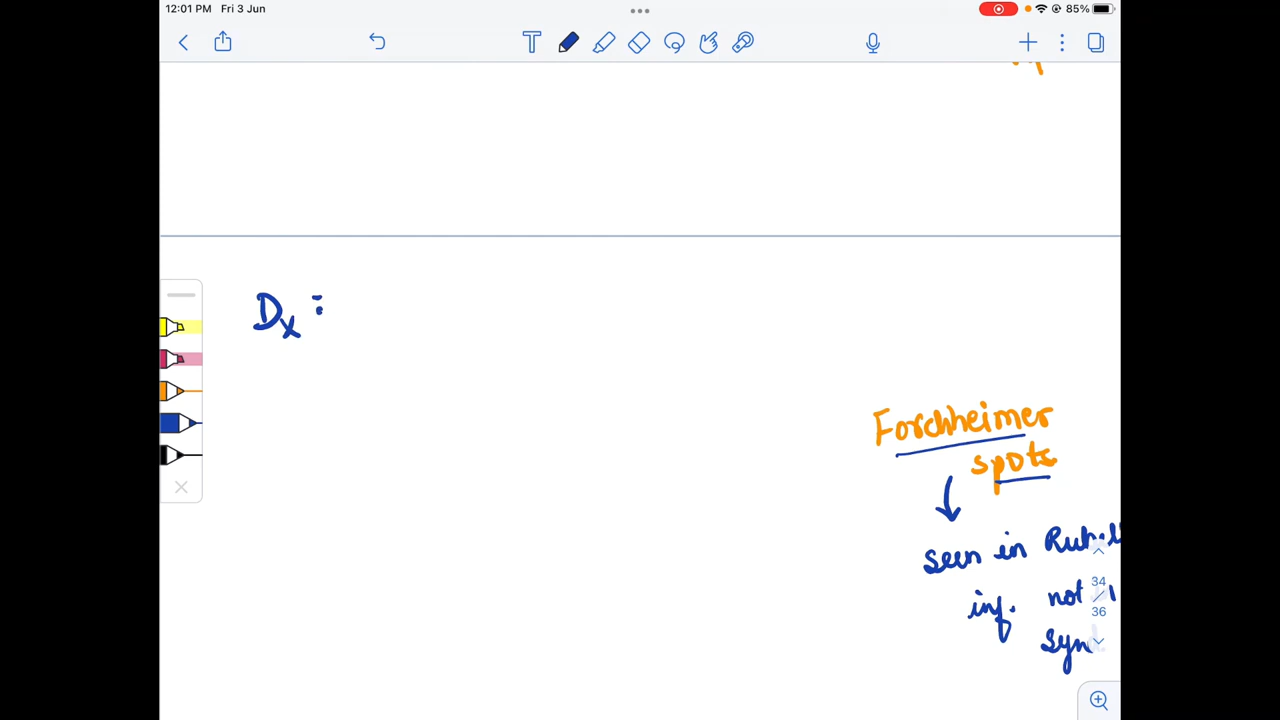 12:01 PM Fri 3 Jun
85%
T
Dx :
Forchheimer
spots
seen in
inf. not
34
36